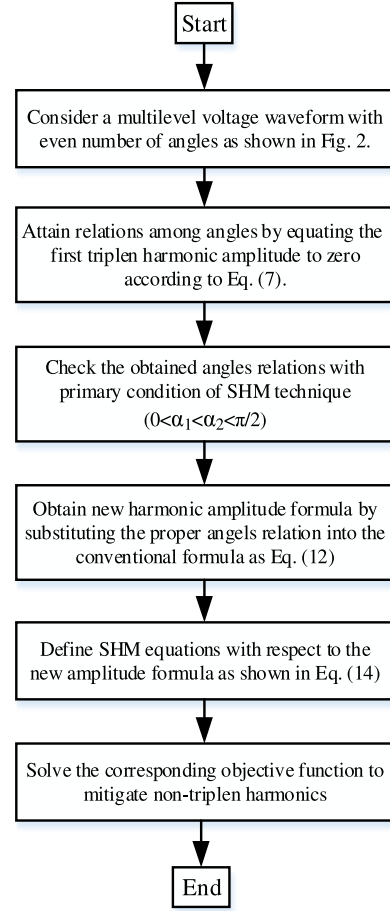 Start
Consider a multilevel voltage waveform with
even number of angles as shown in Fig. 2.
Attain relations among angles by equating the
first triplen harmonic amplitude to zero
according to Eq. (7).
Check the obtained angles relations with
primary condition of SHM technique
(0<α₁<α₂<π/2)
Obtain new harmonic amplitude formula by
substituting the proper angels relation into the
conventional formula as Eq. (12)
Define SHM equations with respect to the
new amplitude formula as shown in Eq. (14)
Solve the corresponding objective function to
mitigate non-triplen harmonics
End